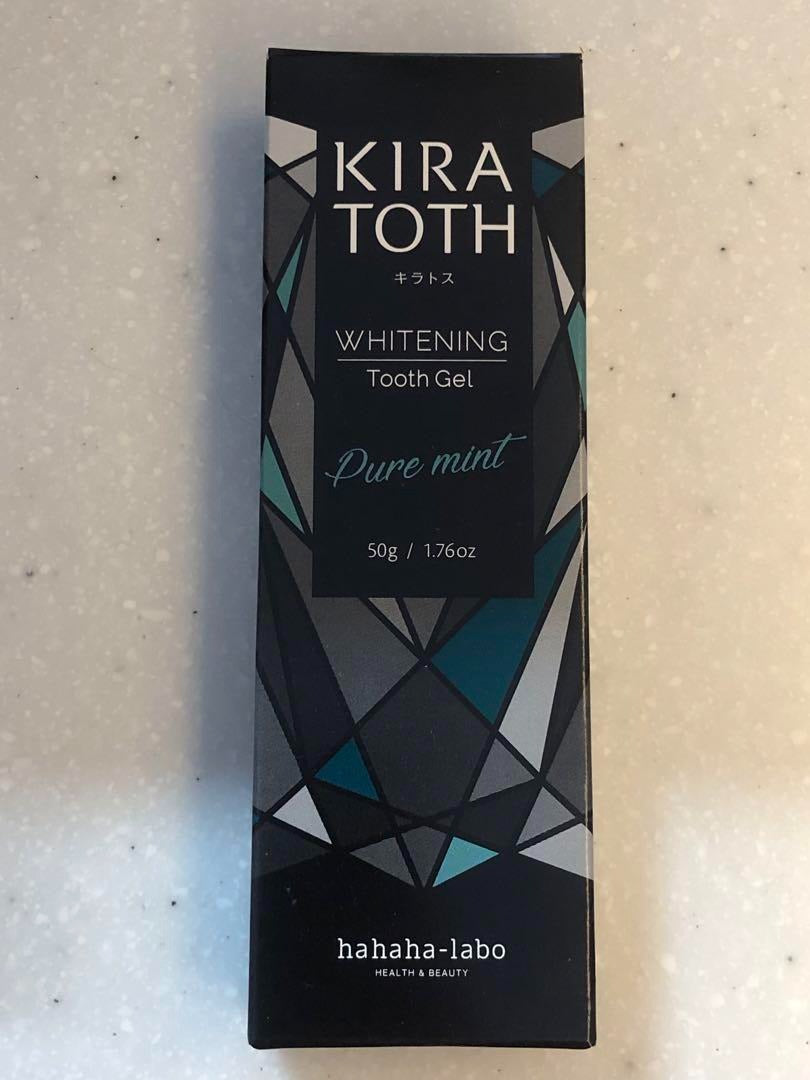 KIRA
TOTH
キラトス
WHITENING
Tooth Gel
Pure mint
50g / 1.76oz
hahaha-labo
HEALTH & BEAUTY